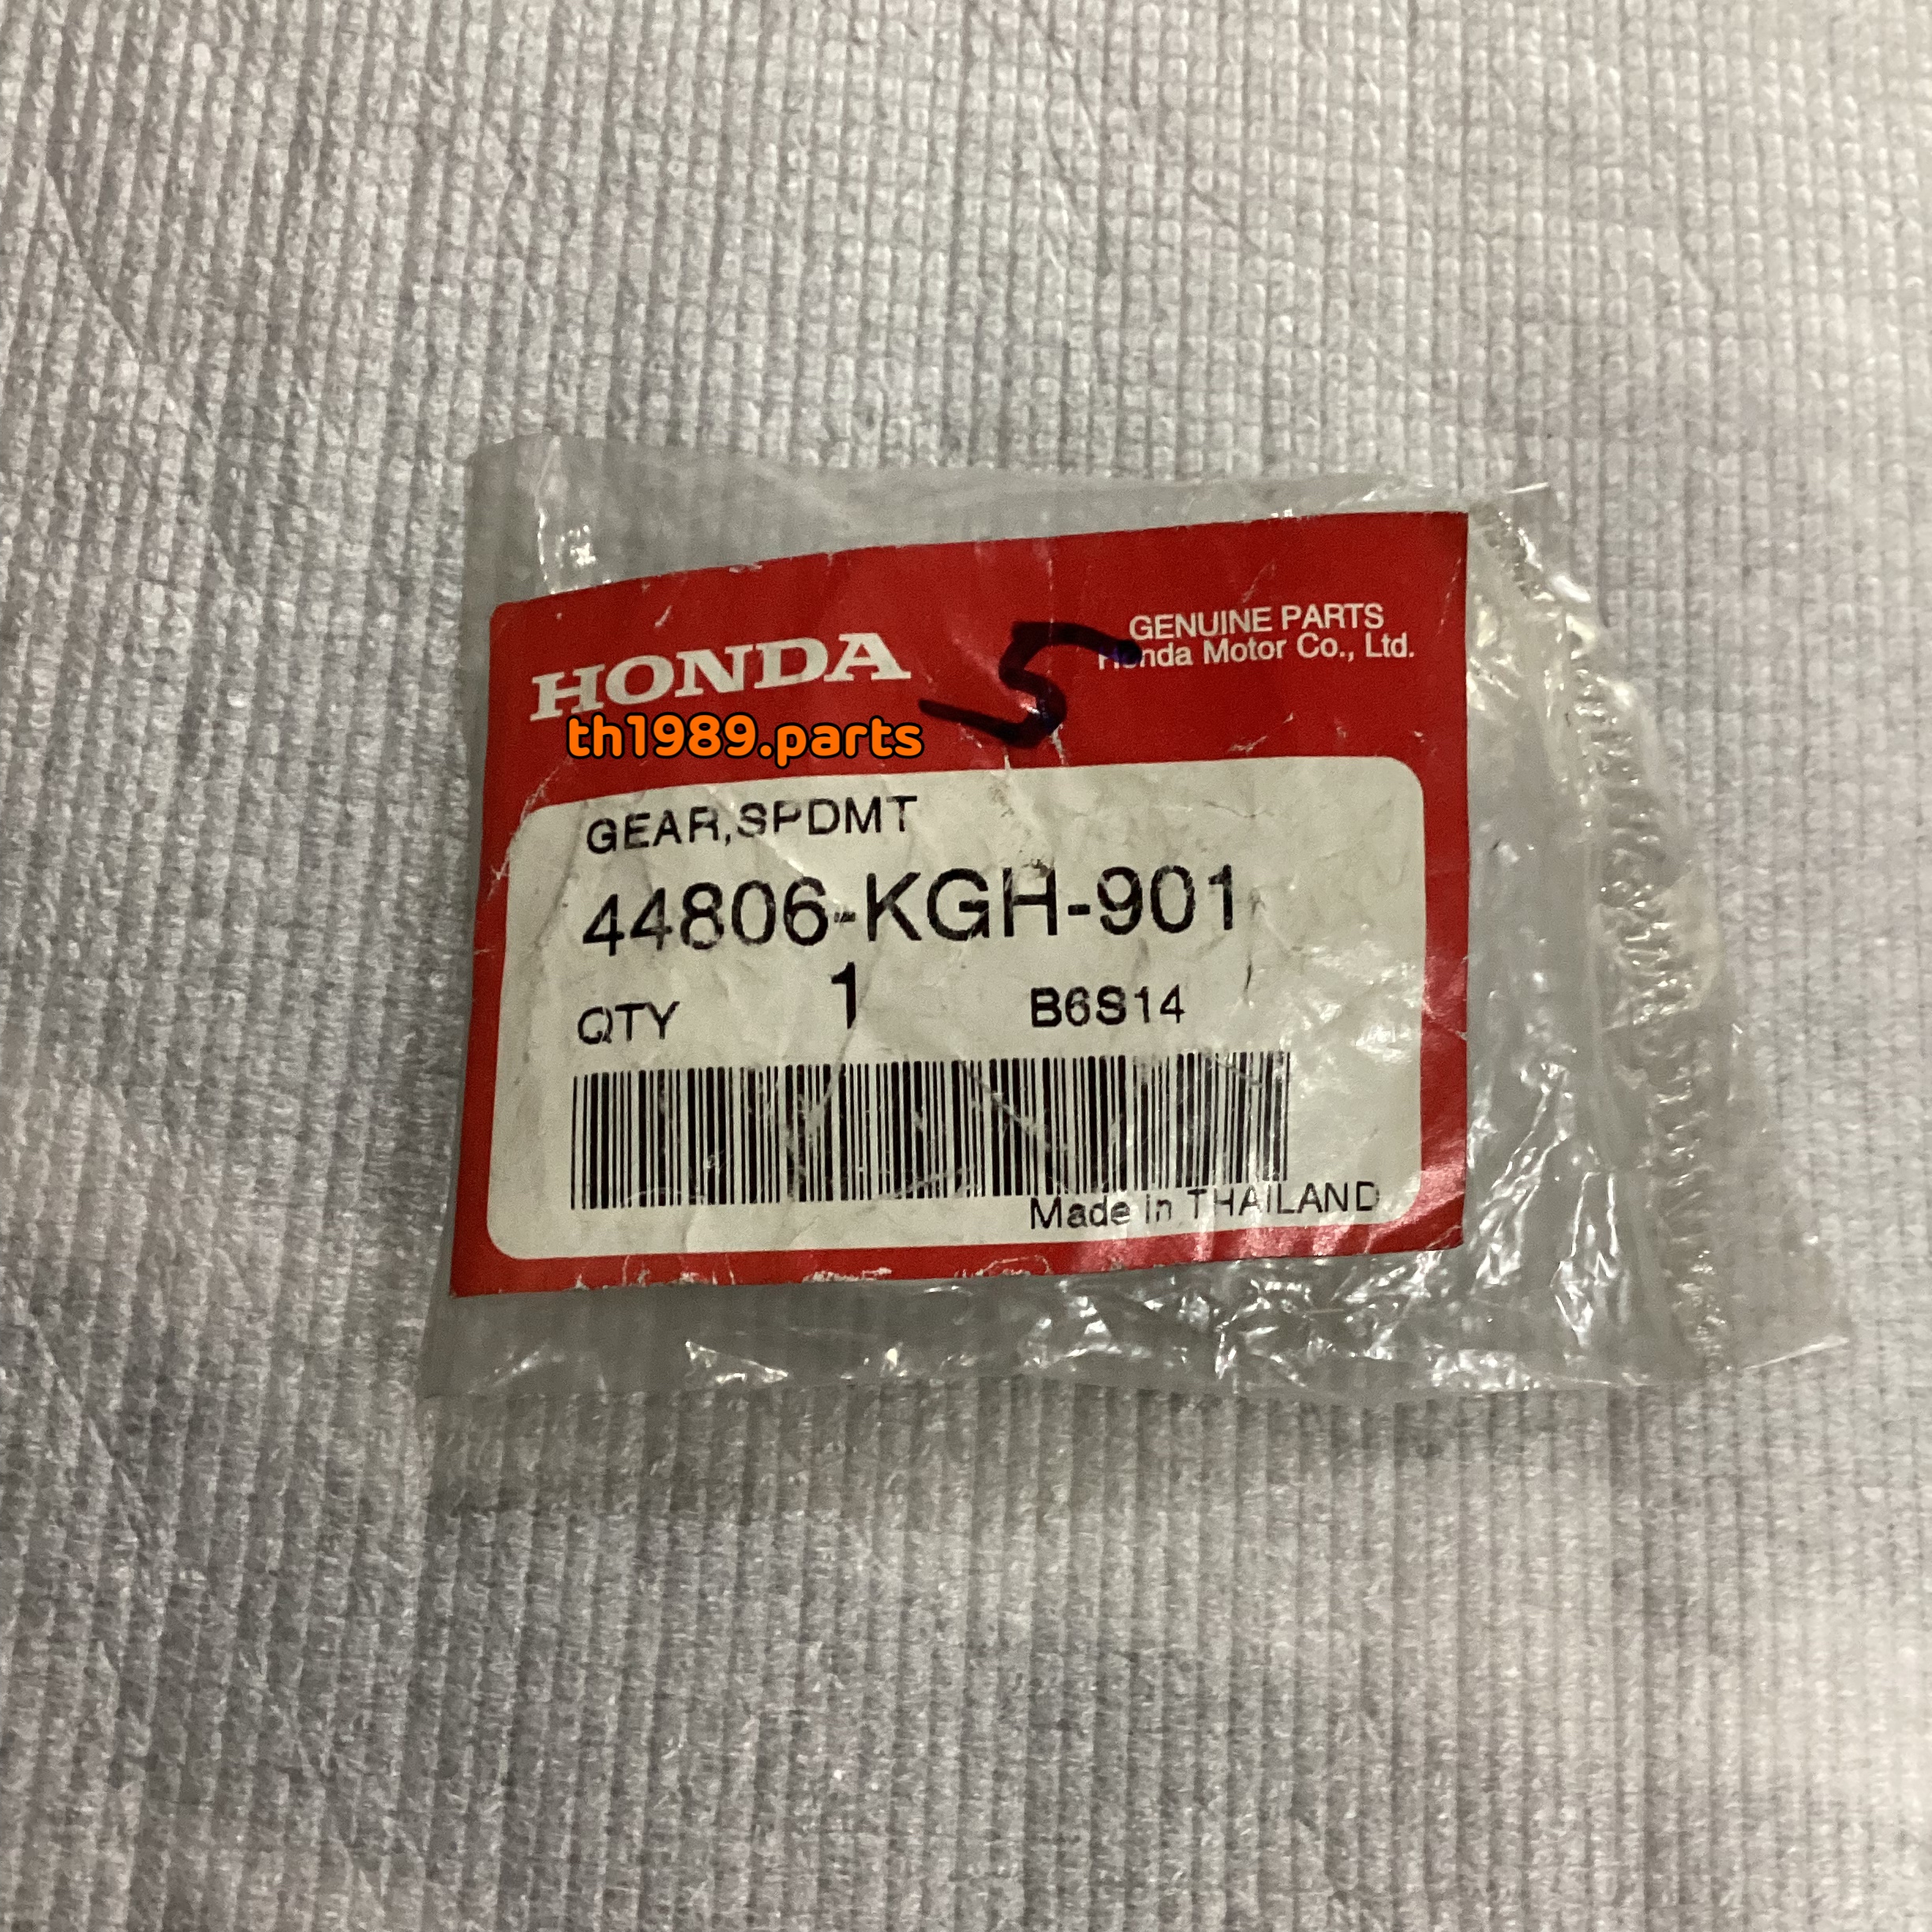 HONDA
GENUINE PARTS
Honda Motor Co., Ltd.
5
th1989.parts
GEAR,SPDMT
44806-KGH-901
QTY 1 B6S14
Made in THAILAND